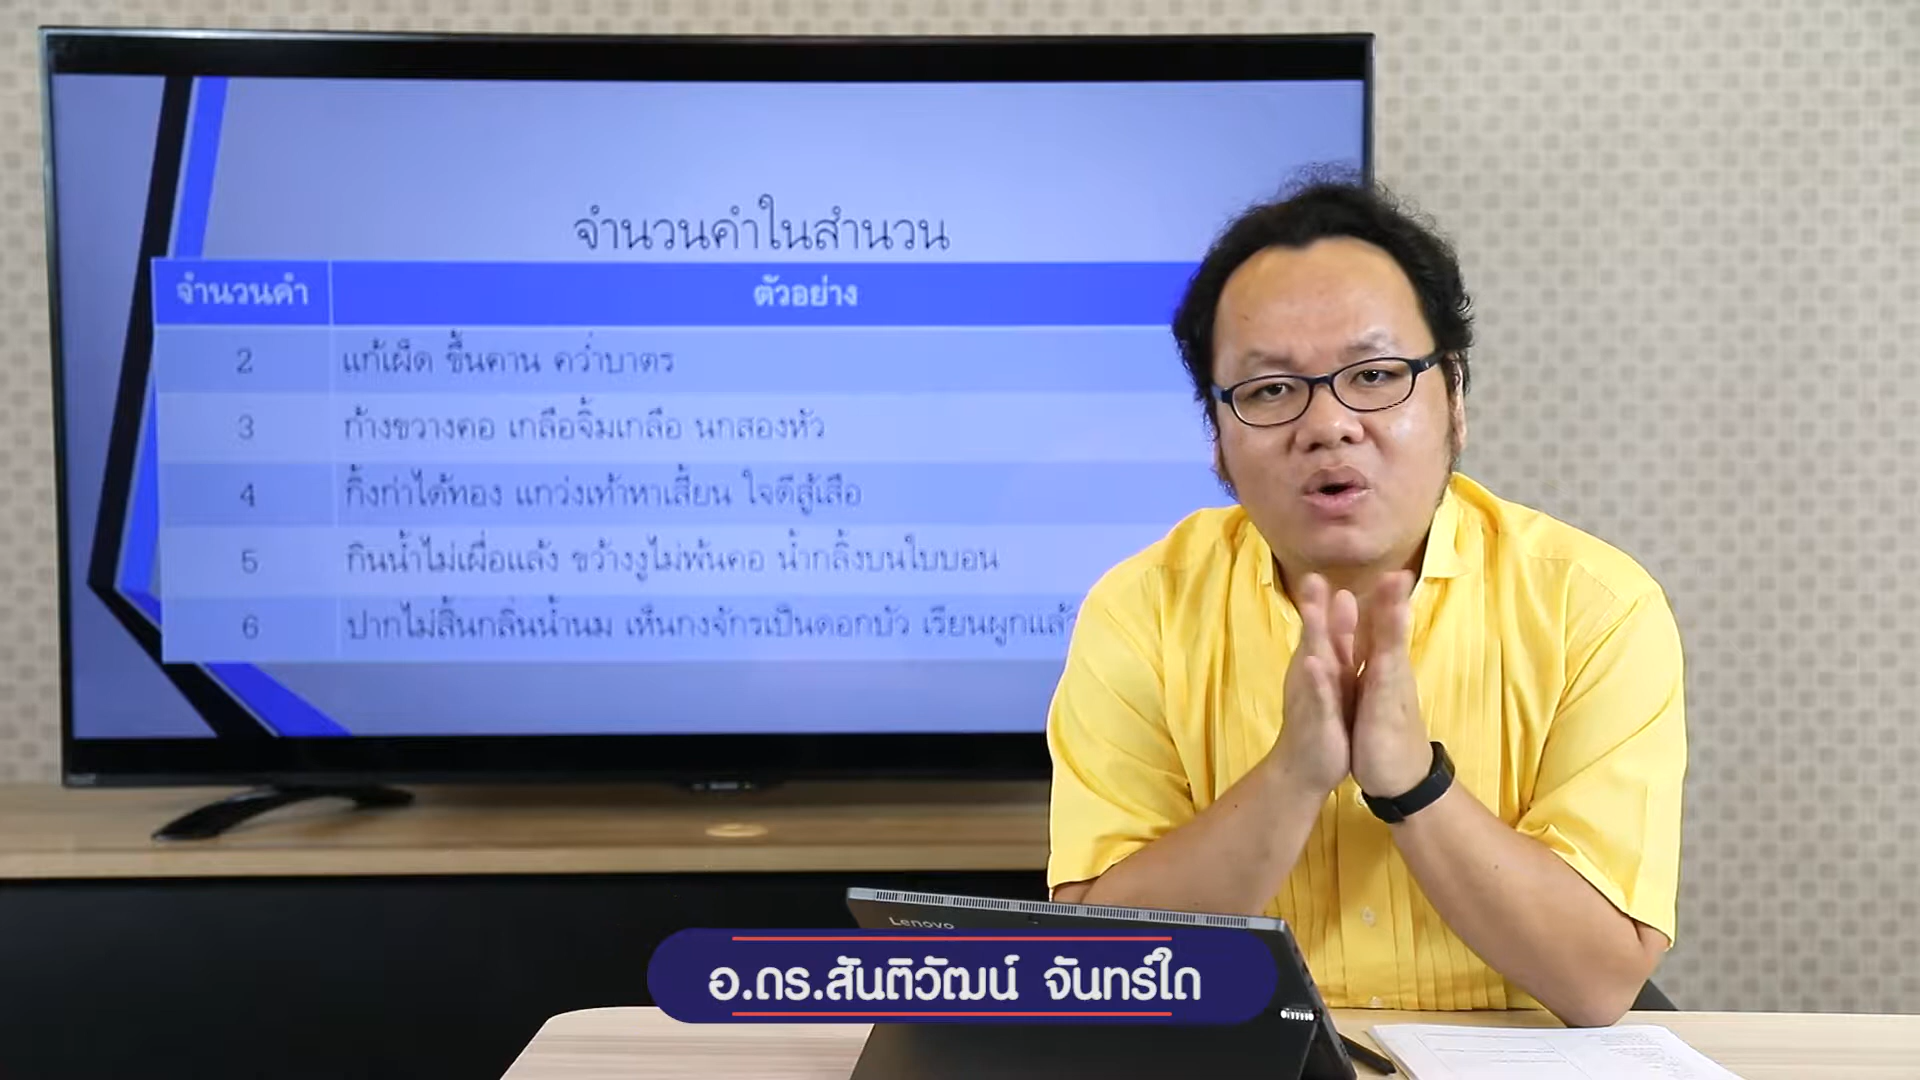 จำนวนคำในสำนวน
จำนวนคำ ตัวอย่าง
2 แก้เผ็ด ขึ้นคาน คว่ำบาตร
3 ก้างขวางคอ เกลือจิ้มเกลือ นกสองหัว
4 กิ้งก่าได้ทอง แกว่งเท้าหาเสี้ยน ใจดีสู้เสือ
5 กินน้ำไม่เผื่อแล้ง ขว้างงูไม่พ้นคอ น้ำกลิ้งบนใบบอน
6 ปากไม่สิ้นกลิ่นน้ำนม เห็นกงจักรเป็นดอกบัว เรียนผูกแล้ว
Lenovo
อ.ดร.สันติวัฒน์ จันทร์ใด